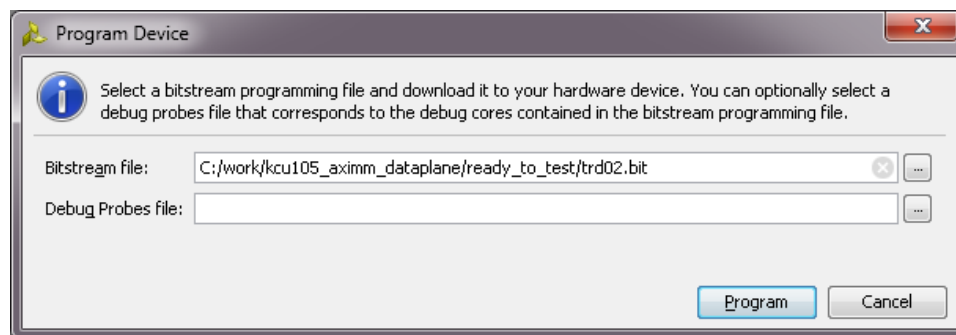 Program Device
Select a bitstream programming file and download it to your hardware device. You can optionally select a
debug probes file that corresponds to the debug cores contained in the bitstream programming file.
Bitstream file: C:/work/kcu105_aximm_dataplane/ready_to_test/trd02.bit ...
Debug Probes file: ...
Program Cancel